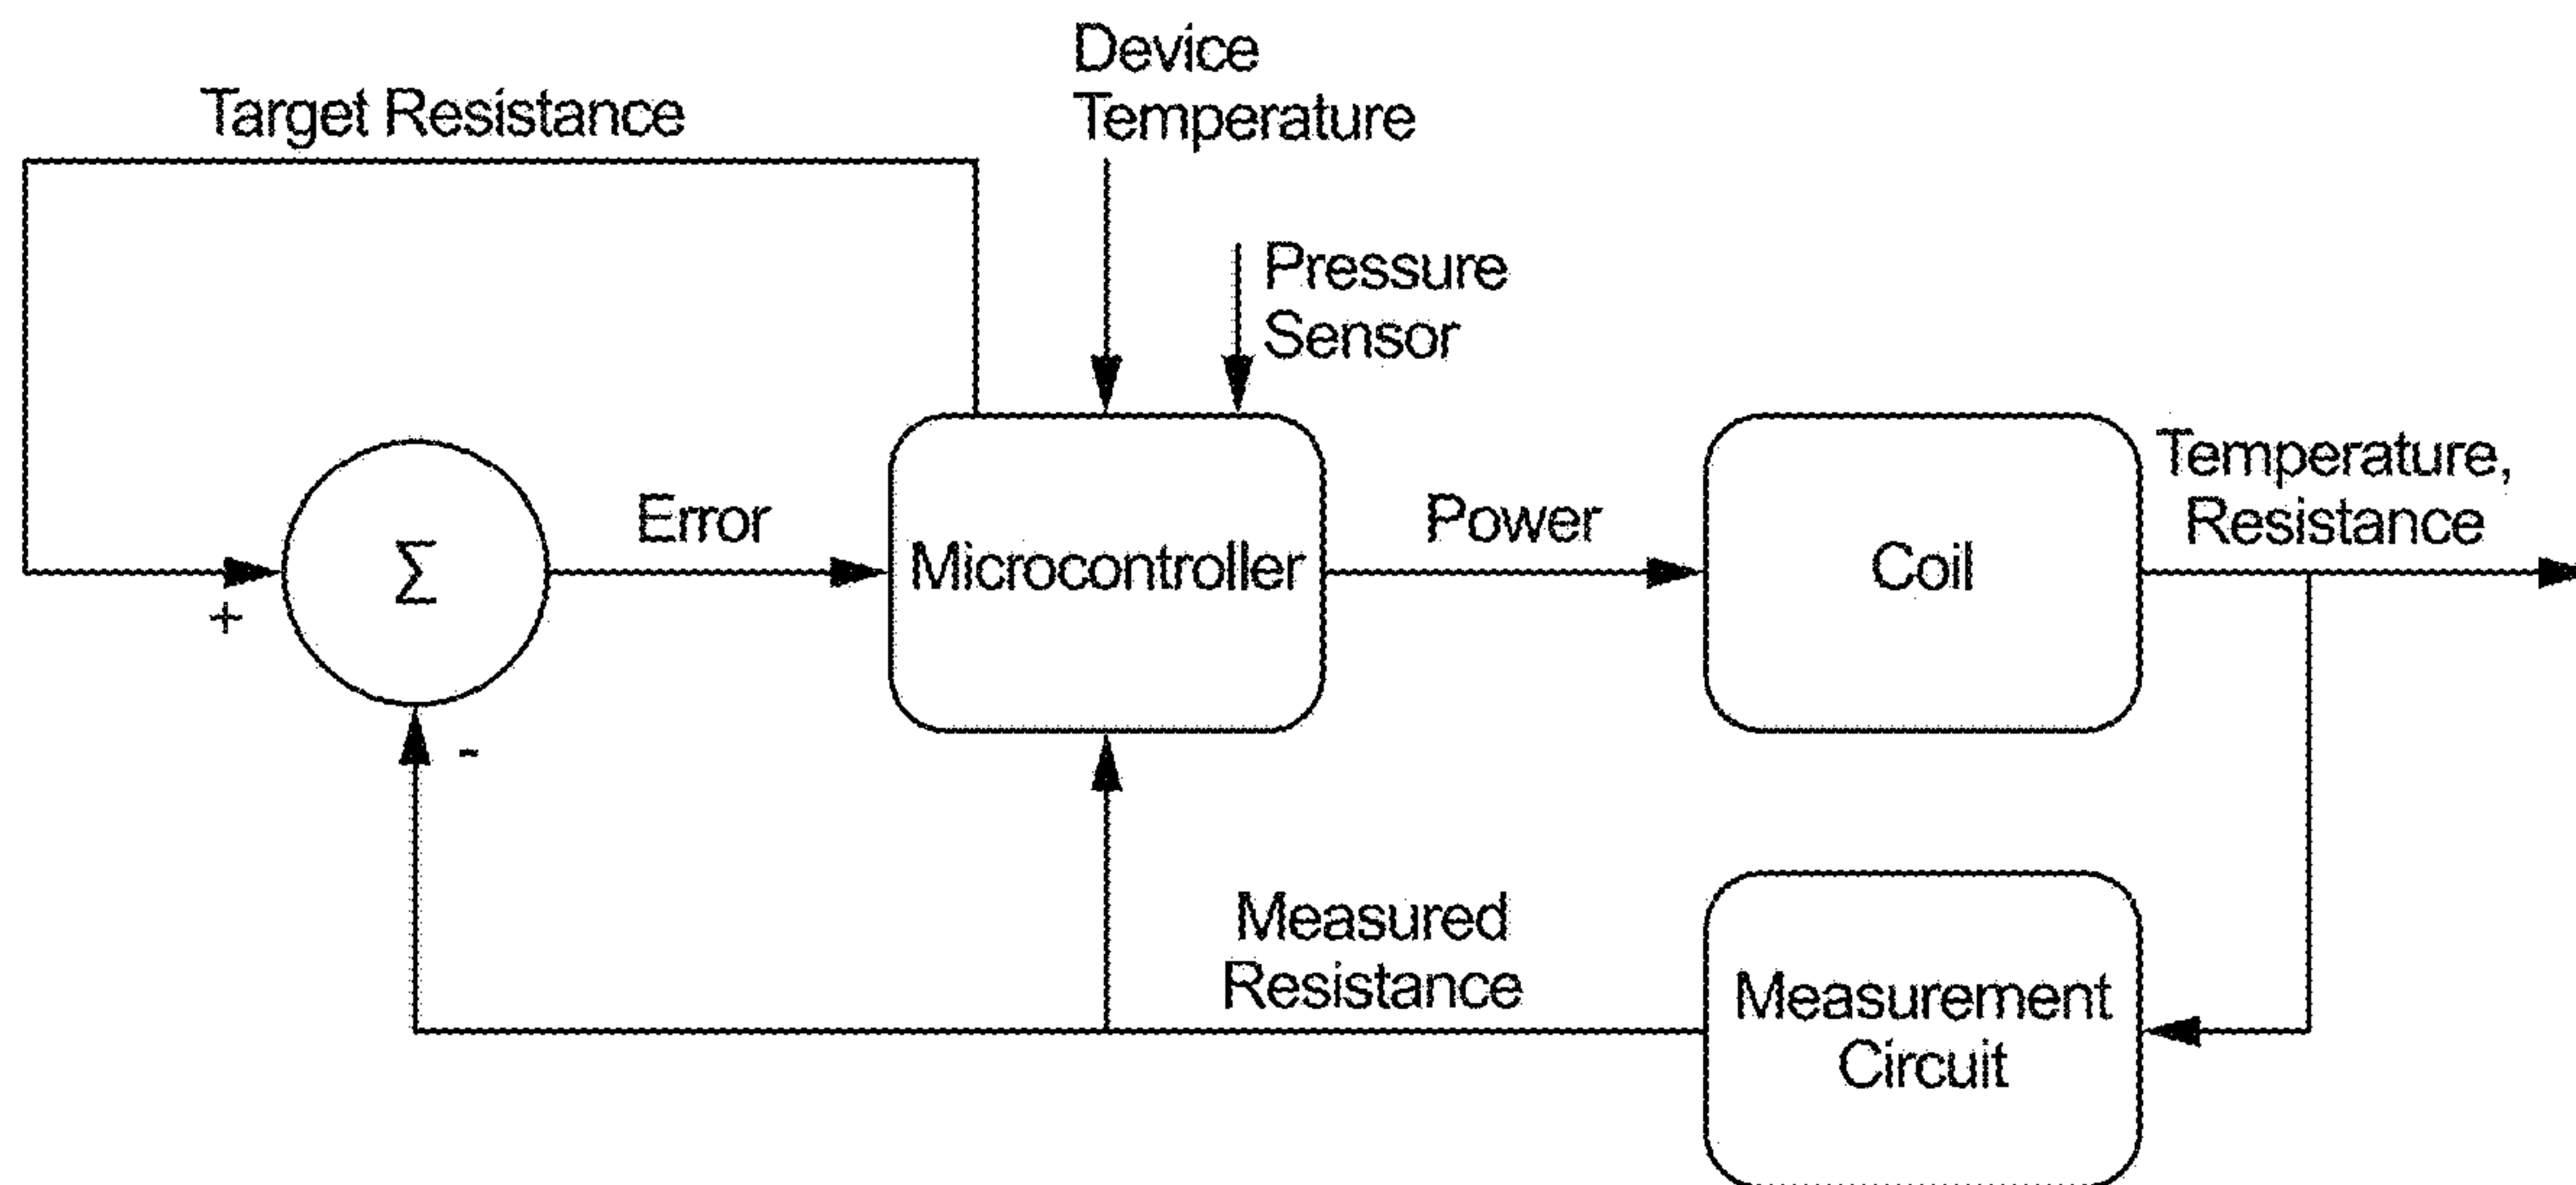 Device
Temperature
Target Resistance
Pressure
Sensor
Temperature,
Resistance
Error
Power
Σ
Microcontroller
Coil
+
-
Measured
Resistance
Measurement
Circuit